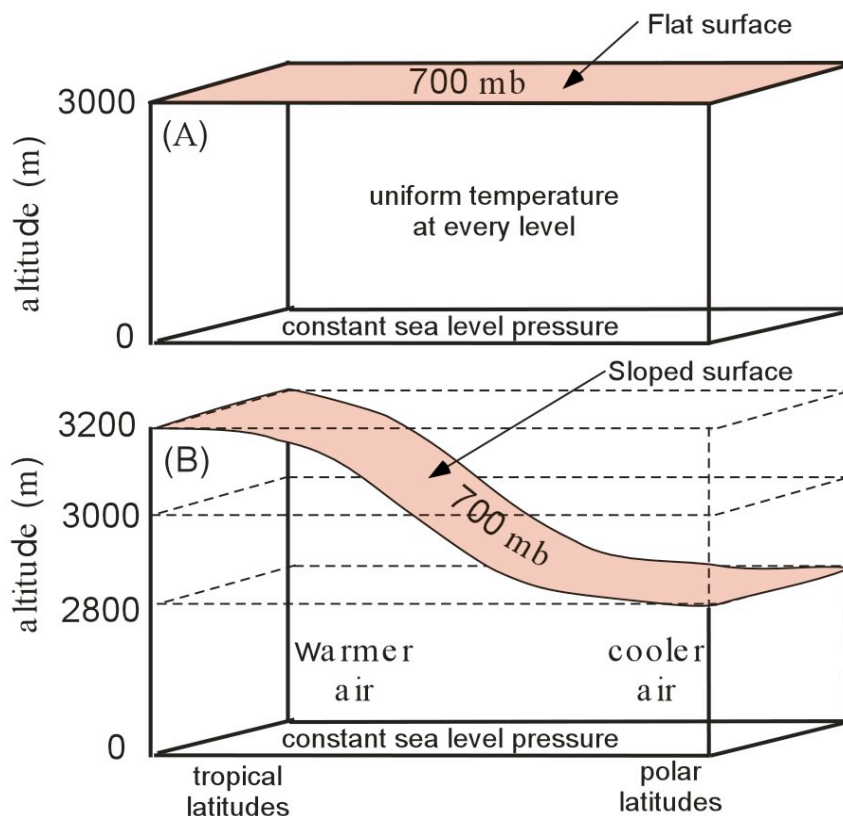 Flat surface
700 mb
3000
(A)
altitude (m)
uniform temperature
at every level
0
constant sea level pressure
Sloped surface
3200
(B)
700 mb
3000
altitude (m)
2800
warmer
air
cooler
air
0
constant sea level pressure
tropical
latitudes
polar
latitudes